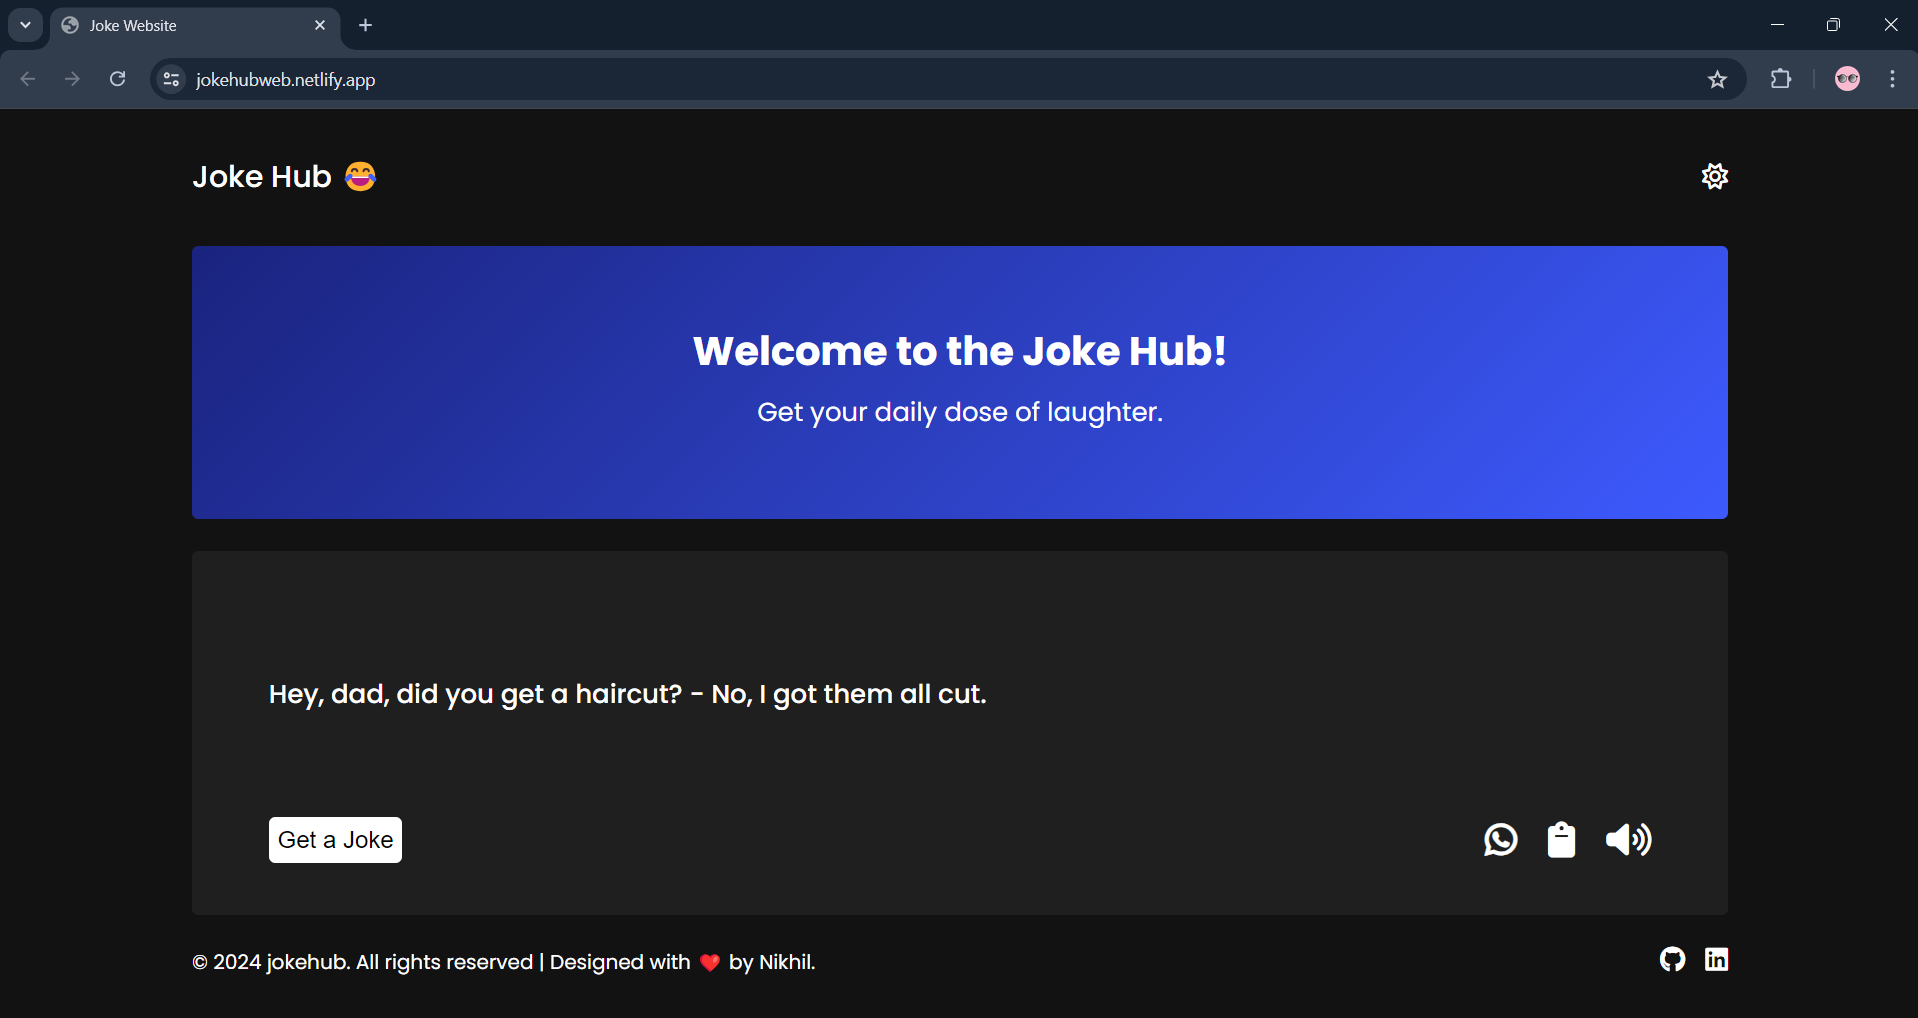 Joke Website
jokehubweb.netlify.app
Joke Hub 😂
Welcome to the Joke Hub!
Get your daily dose of laughter.
Hey, dad, did you get a haircut? - No, I got them all cut.
Get a Joke
© 2024 jokehub. All rights reserved | Designed with ❤️ by Nikhil.